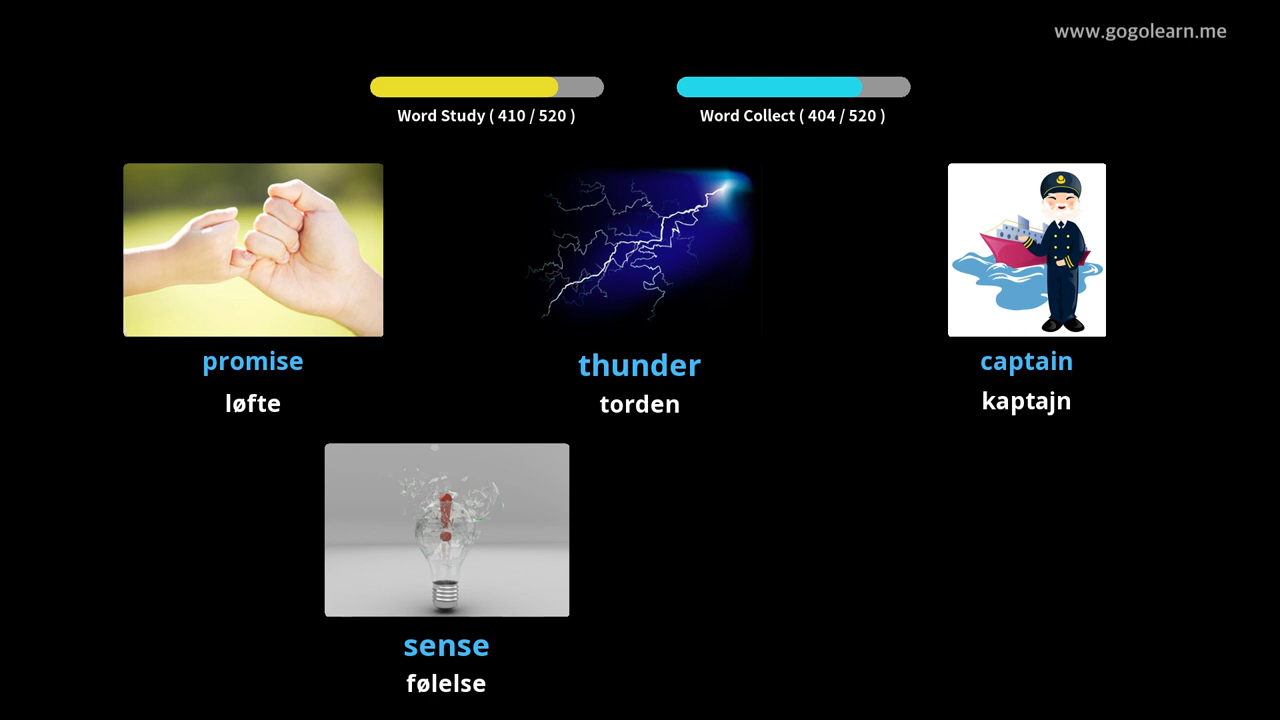 www.gogolearn.me
Word Study ( 410 / 520 )
Word Collect ( 404 / 520 )
promise
løfte
thunder
torden
captain
kaptajn
sense
følelse